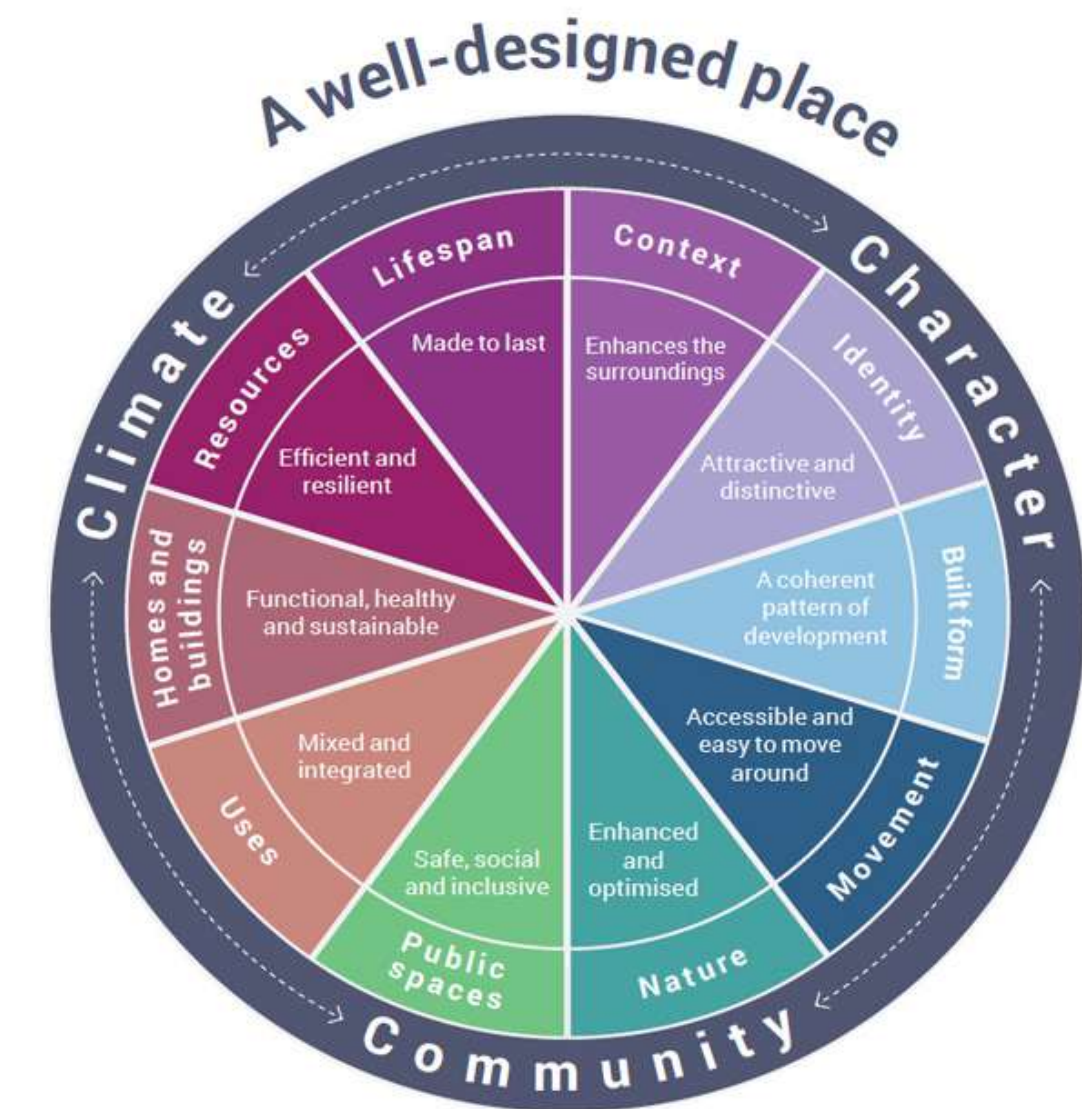 A well-designed place
Climate
Character
Community
Context
Enhances the
surroundings
Identity
Attractive and
distinctive
Built form
A coherent
pattern of
development
Movement
Accessible and
easy to move
around
Nature
Enhanced
and
optimised
Public
spaces
Safe, social
and inclusive
Uses
Mixed and
integrated
Homes and
buildings
Functional, healthy
and sustainable
Resources
Efficient and
resilient
Lifespan
Made to last